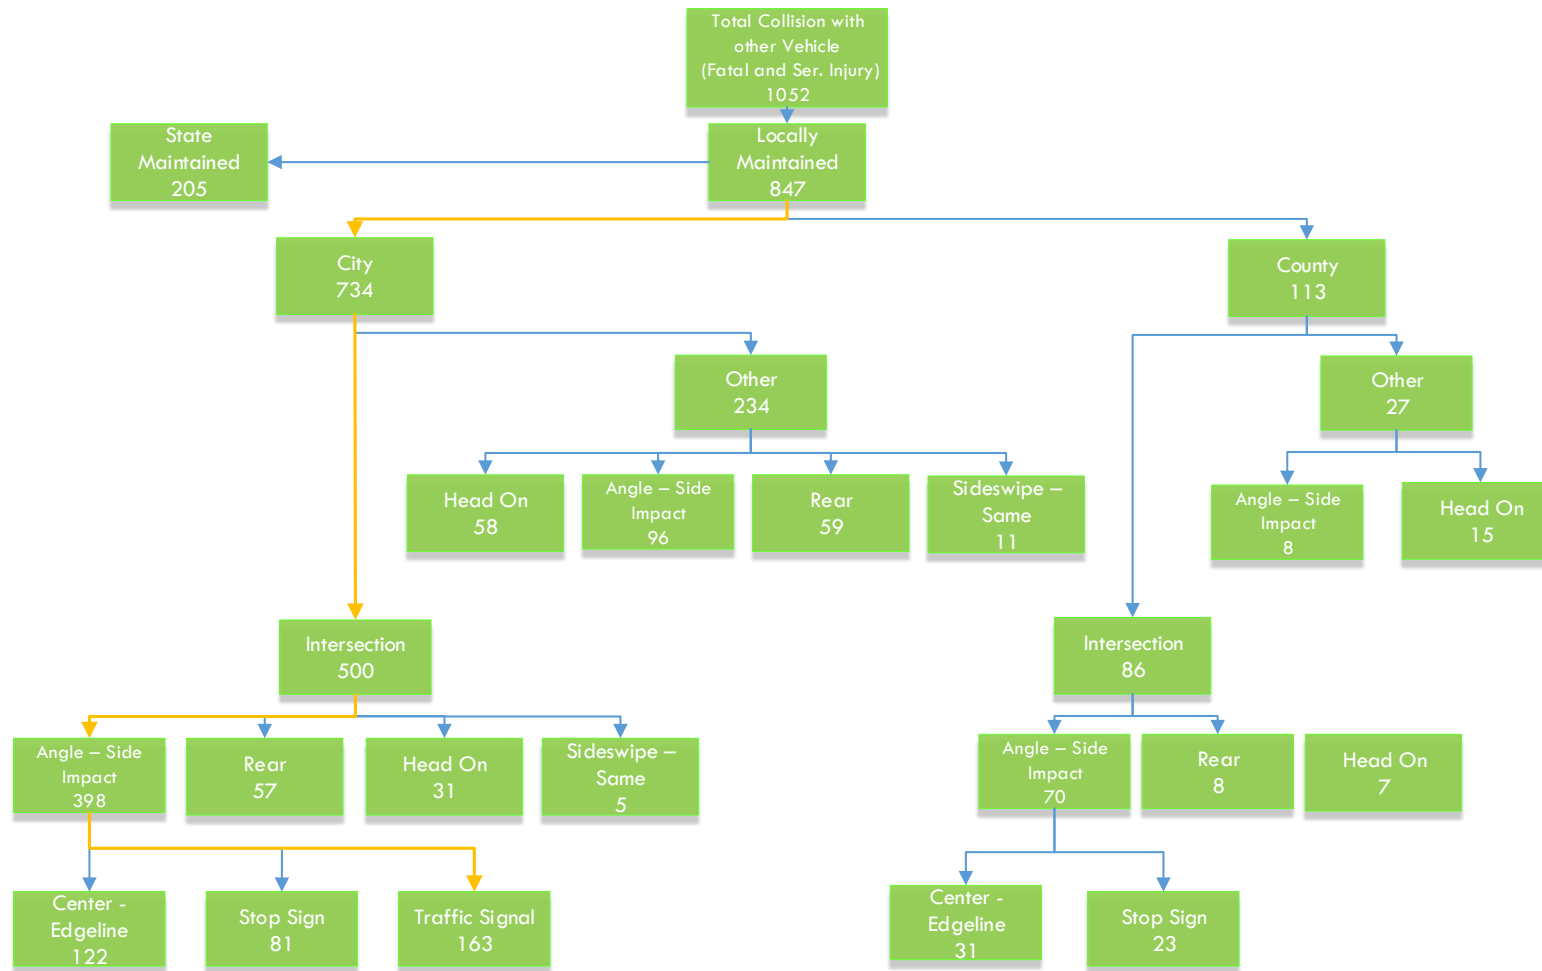 Total Collision with
other Vehicle
(Fatal and Ser. Injury)
1052
State
Maintained
205
Locally
Maintained
847
City
734
County
113
Other
234
Other
27
Head On
58
Angle – Side
Impact
96
Rear
59
Sideswipe –
Same
11
Angle – Side
Impact
8
Head On
15
Intersection
500
Intersection
86
Angle – Side
Impact
398
Rear
57
Head On
31
Sideswipe –
Same
5
Angle – Side
Impact
70
Rear
8
Head On
7
Center -
Edgeline
122
Stop Sign
81
Traffic Signal
163
Center -
Edgeline
31
Stop Sign
23